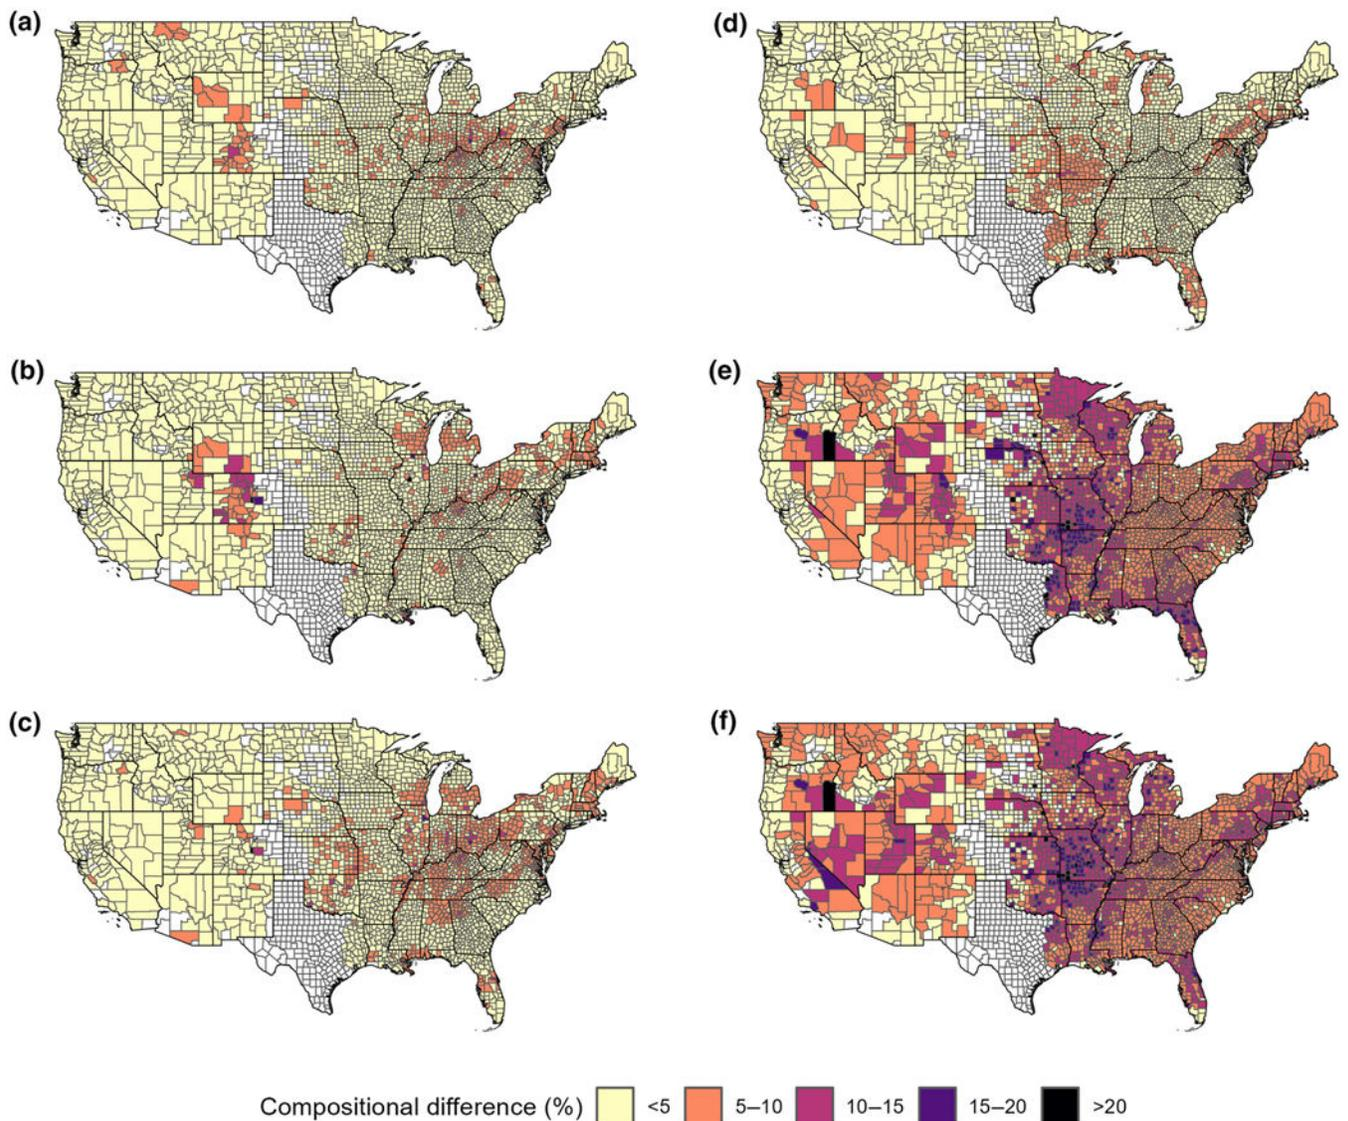 (a)
(d)
(b)
(e)
(c)
(f)
Compositional difference (%) <5 5–10 10–15 15–20 >20